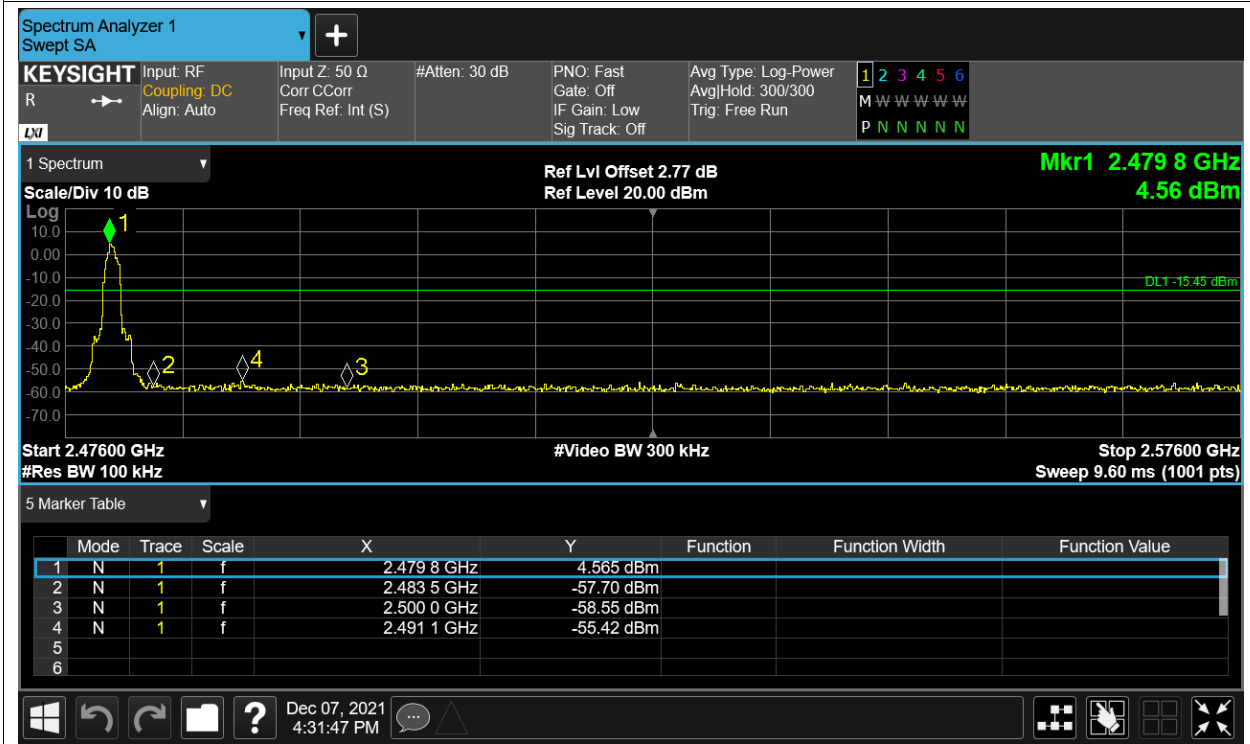 Spectrum Analyzer 1
Swept SA
+
KEYSIGHT
R
LXI
Input: RF
Coupling: DC
Align: Auto
Input Z: 50 Ω
Corr CCorr
Freq Ref: Int (S)
#Atten: 30 dB
PNO: Fast
Gate: Off
IF Gain: Low
Sig Track: Off
Avg Type: Log-Power
Avg|Hold: 300/300
Trig: Free Run
1 2 3 4 5 6
M W W W W W
P N N N N N
1 Spectrum
Scale/Div 10 dB
Ref Lvl Offset 2.77 dB
Ref Level 20.00 dBm
Mkr1 2.479 8 GHz
4.56 dBm
Log
10.0
0.00
-10.0
-20.0
-30.0
-40.0
-50.0
-60.0
-70.0
1
2
4
3
DL1 -15.45 dBm
Start 2.47600 GHz
#Res BW 100 kHz
#Video BW 300 kHz
Stop 2.57600 GHz
Sweep 9.60 ms (1001 pts)
5 Marker Table
Mode Trace Scale X Y Function Function Width Function Value
1 N 1 f 2.479 8 GHz 4.565 dBm
2 N 1 f 2.483 5 GHz -57.70 dBm
3 N 1 f 2.500 0 GHz -58.55 dBm
4 N 1 f 2.491 1 GHz -55.42 dBm
5
6
?
Dec 07, 2021
4:31:47 PM